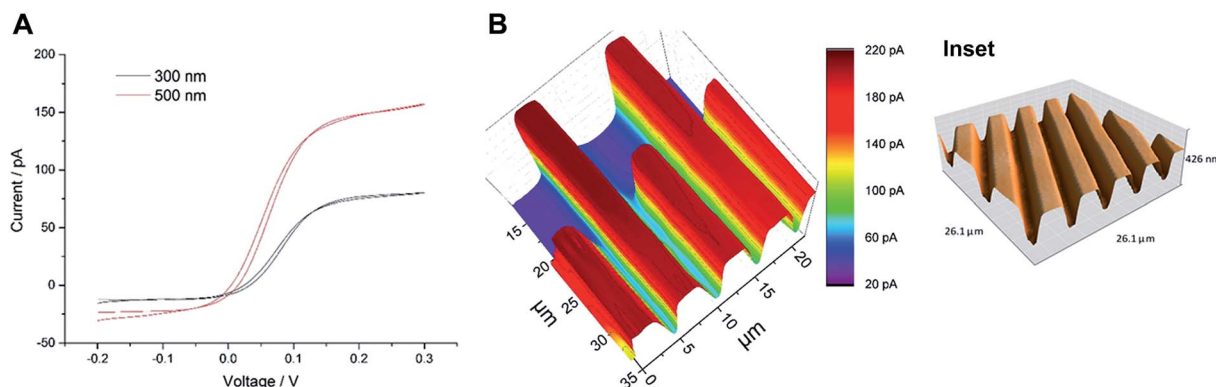 A
200
150
100
50
0
-50
Current / pA
300 nm
500 nm
-0.2
-0.1
0.0
0.1
0.2
0.3
Voltage / V
B
15
20
25
30
35
µm
0
5
10
15
20
µm
220 pA
180 pA
140 pA
100 pA
60 pA
20 pA
Inset
426 nm
26.1 µm
26.1 µm